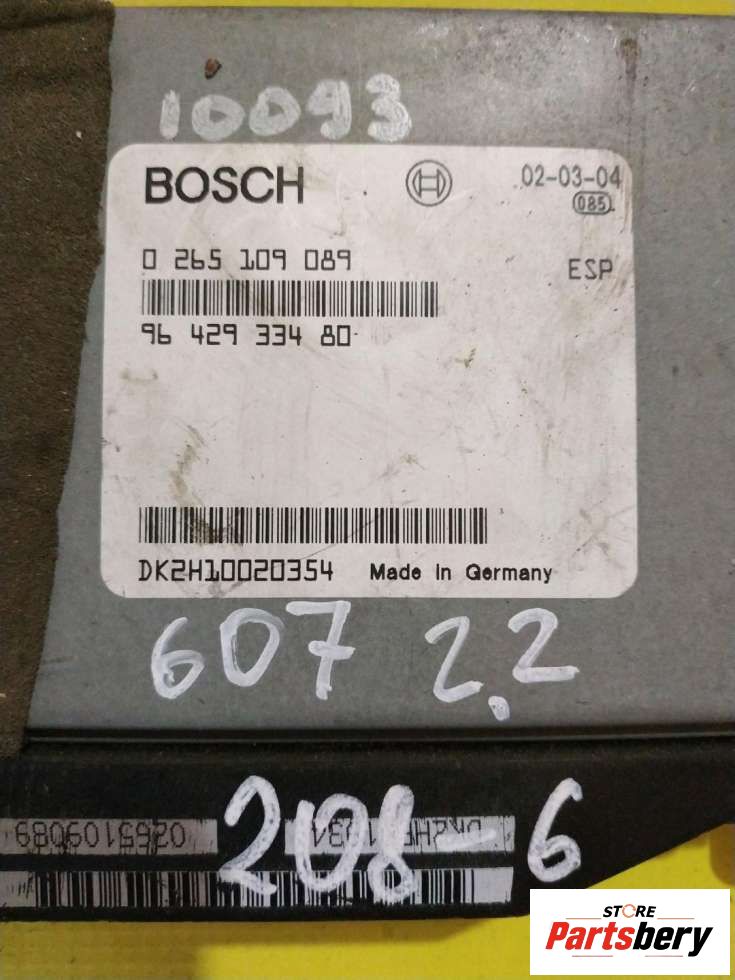 10093
BOSCH
02-03-04
085
0 265 109 089
ESP
96 429 334 80
DK2H10020354 Made in Germany
607 2.2
208-6
0265109089
STORE
Partsbery